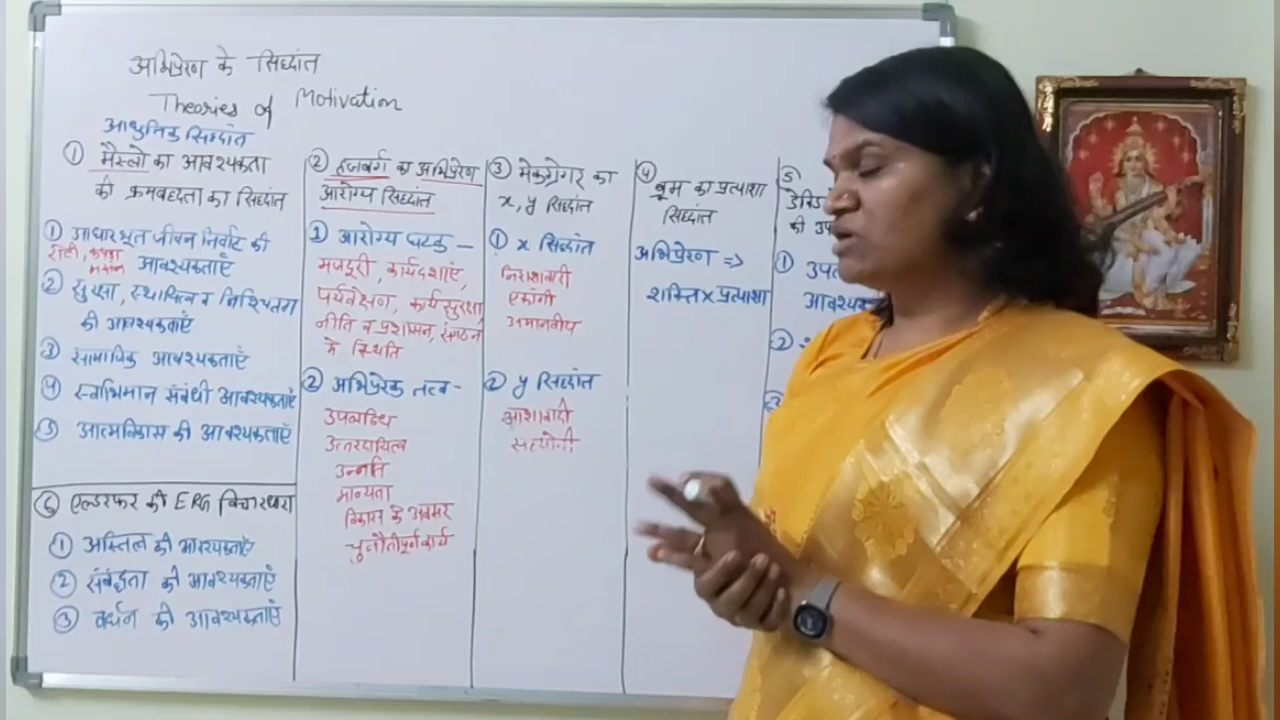 अभिप्रेरण के सिद्धांत
Theories of Motivation
आधुनिक सिद्धांत
① मैस्लो का आवश्यकता
की क्रमबद्धता का सिद्धांत
① आधारभूत जीवन निर्वाह की
रोटी, कपड़ा
मकान आवश्यकताएँ
② सुरक्षा, स्थायित्व व निश्चितता
की आवश्यकताएँ
③ सामाजिक आवश्यकताएँ
④ स्वाभिमान संबंधी आवश्यकताएँ
⑤ आत्मविकास की आवश्यकताएँ
⑥ एल्डरफर की ERG विचारधारा
① अस्तित्व की आवश्यकताएँ
② संबंद्धता की आवश्यकताएँ
③ वर्धन की आवश्यकताएँ
② हर्जबर्ग का अभिप्रेरण
आरोग्य सिद्धांत
① आरोग्य घटक –
मजदूरी, कार्यदशाएं,
पर्यवेक्षण, कार्य सुरक्षा,
नीति व प्रशासन, संगठन
मे स्थिति
② अभिप्रेरक तत्व -
उपलब्धि
उत्तरदायित्व
उन्नति
मान्यता
विकास के अवसर
चुनौतीपूर्ण कार्य
③ मेकग्रेगर का
x, y सिद्धांत
① x सिद्धांत
निराशावादी
एकांगी
अमानवीय
② y सिद्धांत
आशावादी
सहयोगी
④
व्रूम का प्रत्याशा
सिद्धांत
अभिप्रेरण =>
शक्ति x प्रत्याशा
⑤
की
①
आवश्यक
②
③